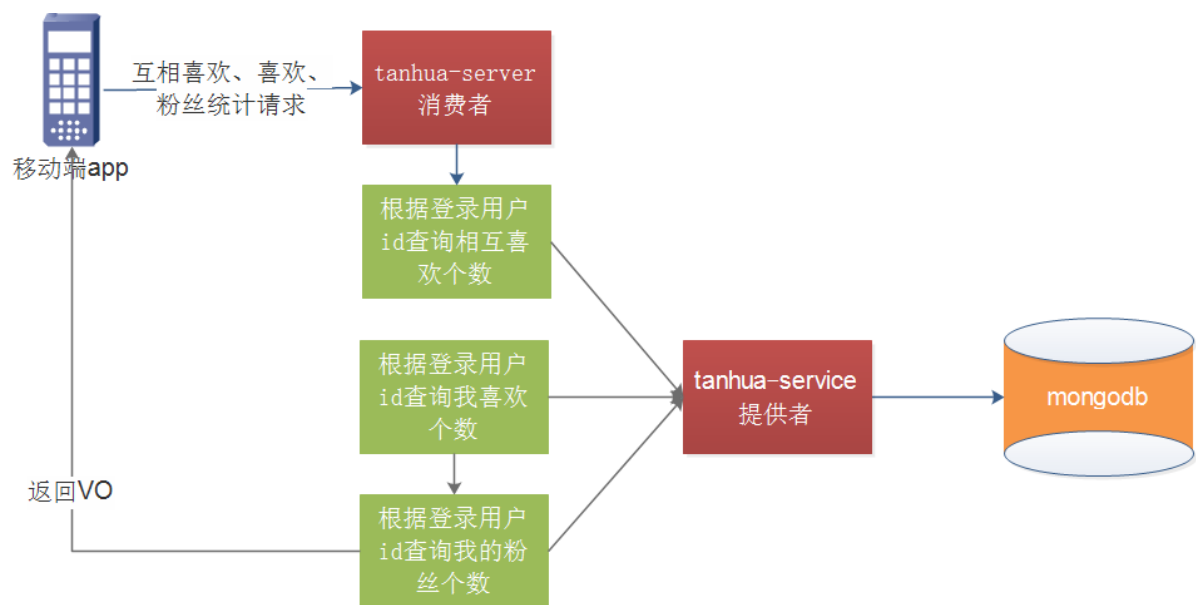 互相喜欢、喜欢、
粉丝统计请求
移动端app
tanhua-server
消费者
根据登录用户
id查询相互喜
欢个数
根据登录用户
id查询我喜欢
个数
根据登录用户
id查询我的粉
丝个数
返回VO
tanhua-service
提供者
mongodb